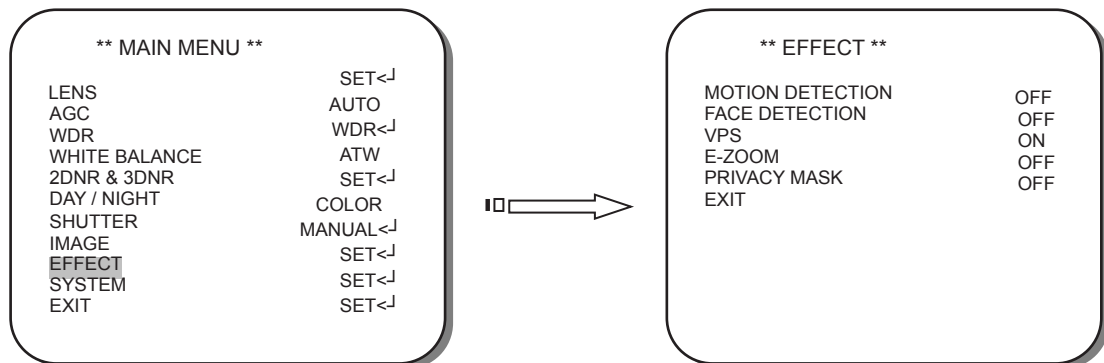 ** MAIN MENU **
LENS SET<┘
AGC AUTO
WDR WDR<┘
WHITE BALANCE ATW
2DNR & 3DNR SET<┘
DAY / NIGHT COLOR
SHUTTER MANUAL<┘
IMAGE SET<┘
EFFECT SET<┘
SYSTEM SET<┘
EXIT
** EFFECT **
MOTION DETECTION OFF
FACE DETECTION OFF
VPS ON
E-ZOOM OFF
PRIVACY MASK OFF
EXIT